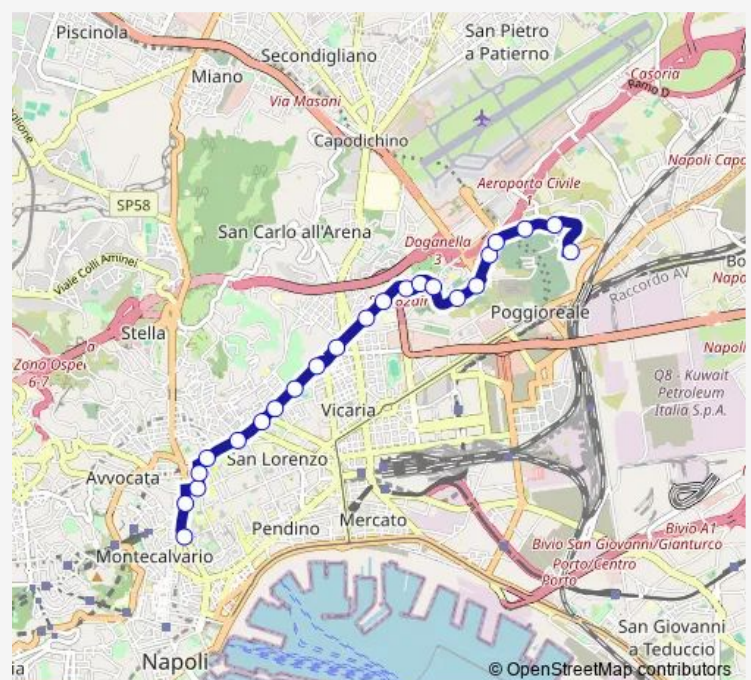 Piscinola
Secondigliano
San Pietro
a Patierno
Miano
Via Masoni
Casoria
Ramo D
Capodichino
Napoli Capo
Aeroporto Civile
1
SP58
San Carlo all'Arena
Doganella
3
Viale Colli Aminei
Raccordo AV
Poggioreale
Stella
Zona Ospe
6-7
Napoli
Q8 - Kuwait
Petroleum
Italia S.p.A.
Vicaria
San Lorenzo
Avvocata
Mercato
Pendino
Montecalvario
Bivio A1
Bivio San Giovanni/Gianturco
Porto/Centro
Porto
San Giovanni
a Teduccio
Napoli
© OpenStreetMap contributors